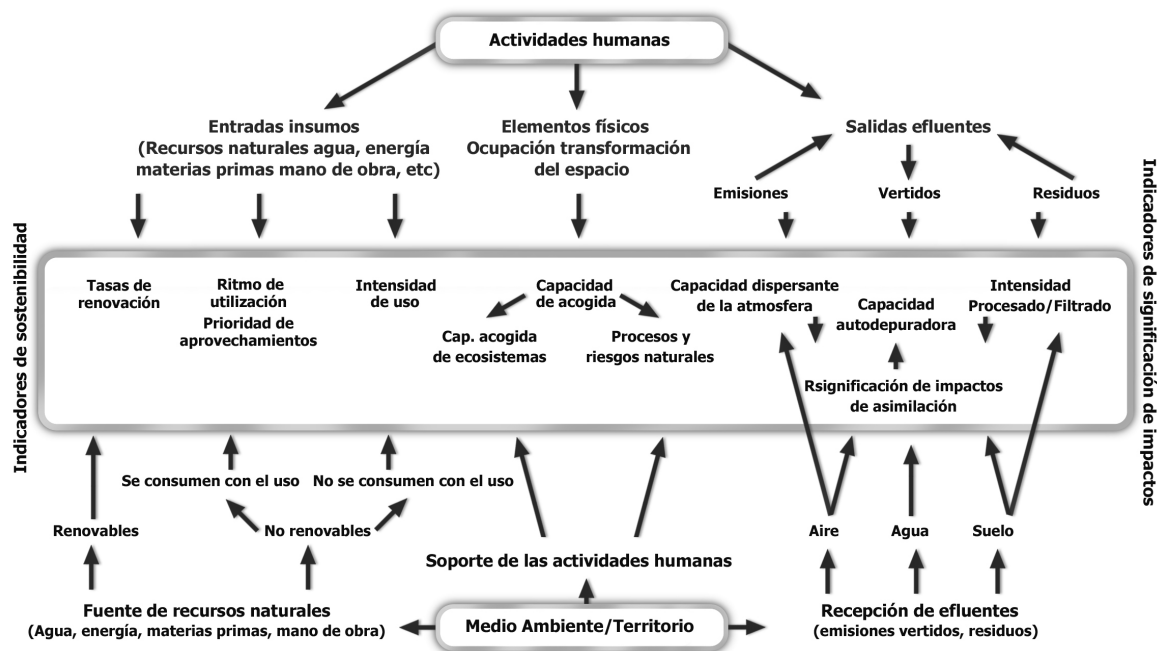 Actividades humanas
Entradas insumos
(Recursos naturales agua, energía
materias primas mano de obra, etc)
Elementos físicos
Ocupación transformación
del espacio
Salidas efluentes
Emisiones
Vertidos
Residuos
Indicadores de sostenibilidad
Indicadores de significación de impactos
Tasas de
renovación
Ritmo de
utilización
Prioridad de
aprovechamientos
Intensidad
de uso
Capacidad
de acogida
Cap. acogida
de ecosistemas
Procesos y
riesgos naturales
Capacidad dispersante
de la atmosfera
Capacidad
autodepuradora
Intensidad
Procesado/Filtrado
Rsignificación de impactos
de asimilación
Se consumen con el uso
No se consumen con el uso
Renovables
No renovables
Aire
Agua
Suelo
Soporte de las actividades humanas
Fuente de recursos naturales
(Agua, energía, materias primas, mano de obra)
Medio Ambiente/Territorio
Recepción de efluentes
(emisiones vertidos, residuos)